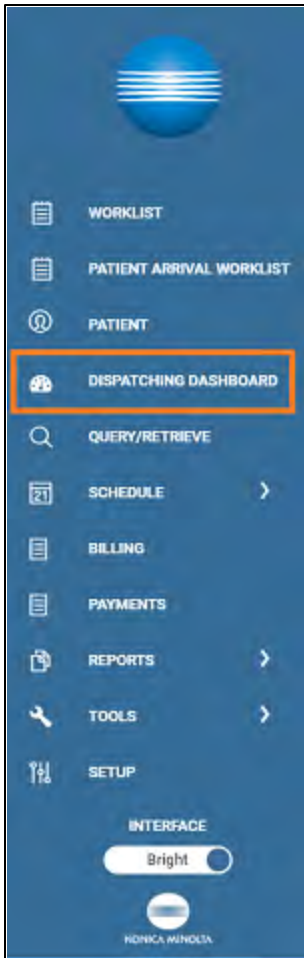 WORKLIST
PATIENT ARRIVAL WORKLIST
PATIENT
DISPATCHING DASHBOARD
QUERY/RETRIEVE
21 SCHEDULE
BILLING
PAYMENTS
REPORTS
TOOLS
SETUP
INTERFACE
Bright
KONICA MINOLTA